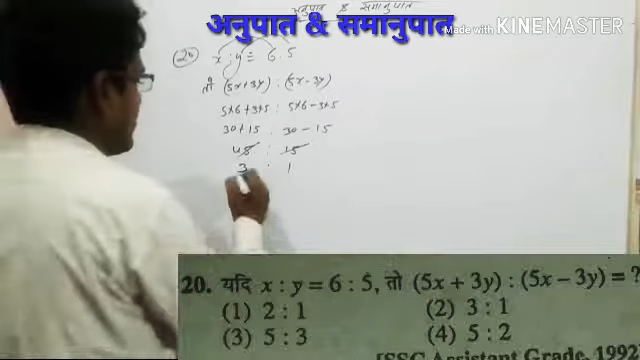 अनुपात & समानुपात
अनुपात & समानुपात
Made with KINEMASTER
(20) x : y = 6 : 5
तो (5x+3y) : (5x-3y)
5×6+3×5 : 5×6-3×5
30+15 : 30-15
45 : 15
3 : 1
20. यदि x : y = 6 : 5, तो (5x + 3y) : (5x − 3y) = ?
(1) 2 : 1 (2) 3 : 1
(3) 5 : 3 (4) 5 : 2
[SSC Assistant Grade, 1992